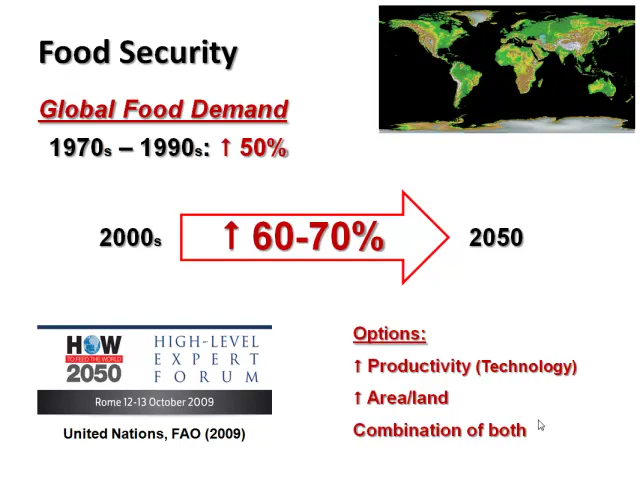 Food Security
Global Food Demand
1970s – 1990s: ↑ 50%
2000s ↑ 60-70% 2050
HOW
TO FEED THE WORLD
2050
HIGH-LEVEL
EXPERT
FORUM
Rome 12-13 October 2009
United Nations, FAO (2009)
Options:
↑ Productivity (Technology)
↑ Area/land
Combination of both